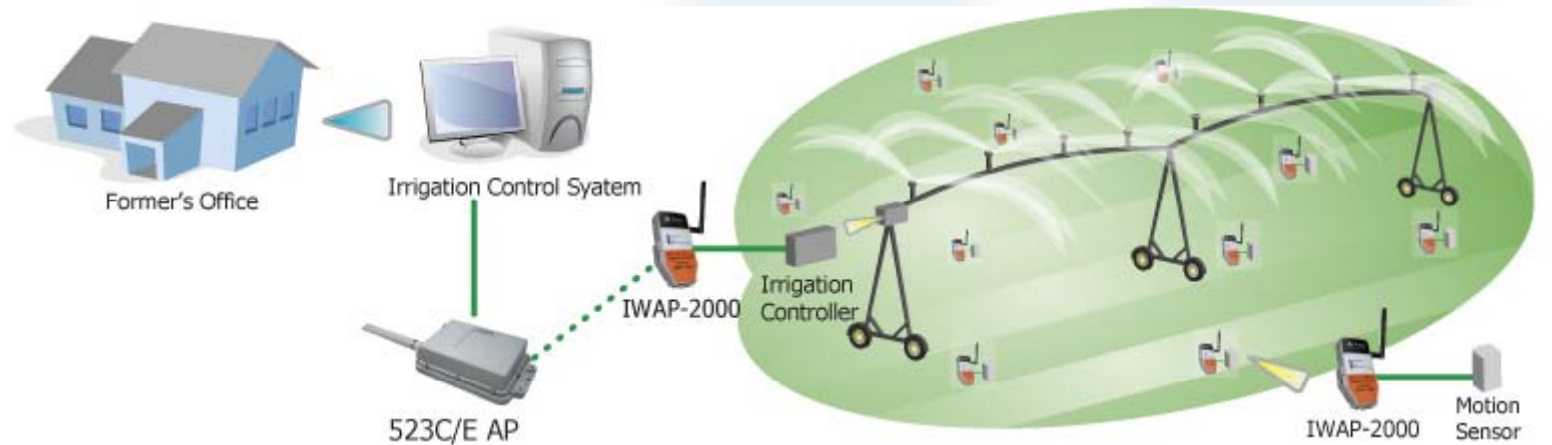 Former's Office
Irrigation Control Syatem
IWAP-2000
Irrigation
Controller
523C/E AP
IWAP-2000
Motion
Sensor